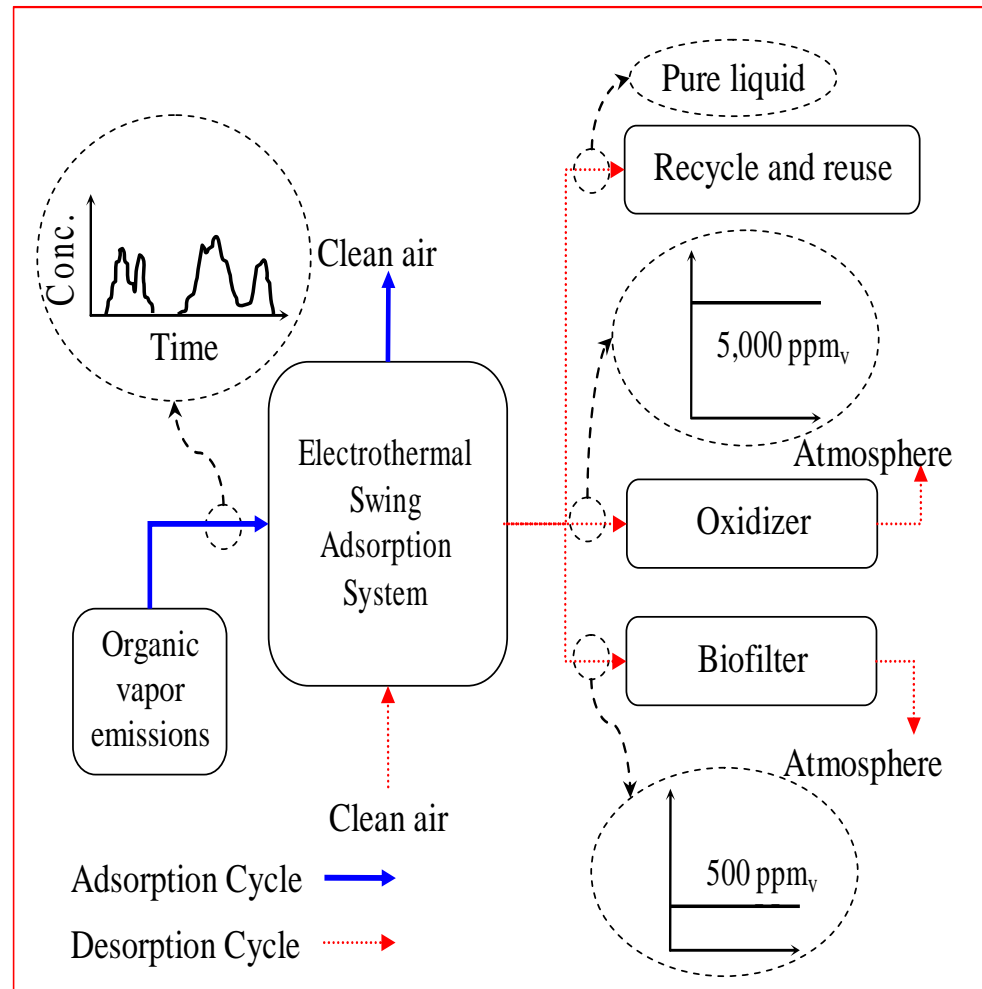 Pure liquid
Recycle and reuse
Conc.
Time
Clean air
5,000 ppmv
Electrothermal
Swing
Adsorption
System
Atmosphere
Oxidizer
Organic
vapor
emissions
Biofilter
Atmosphere
Clean air
500 ppmv
Adsorption Cycle
Desorption Cycle